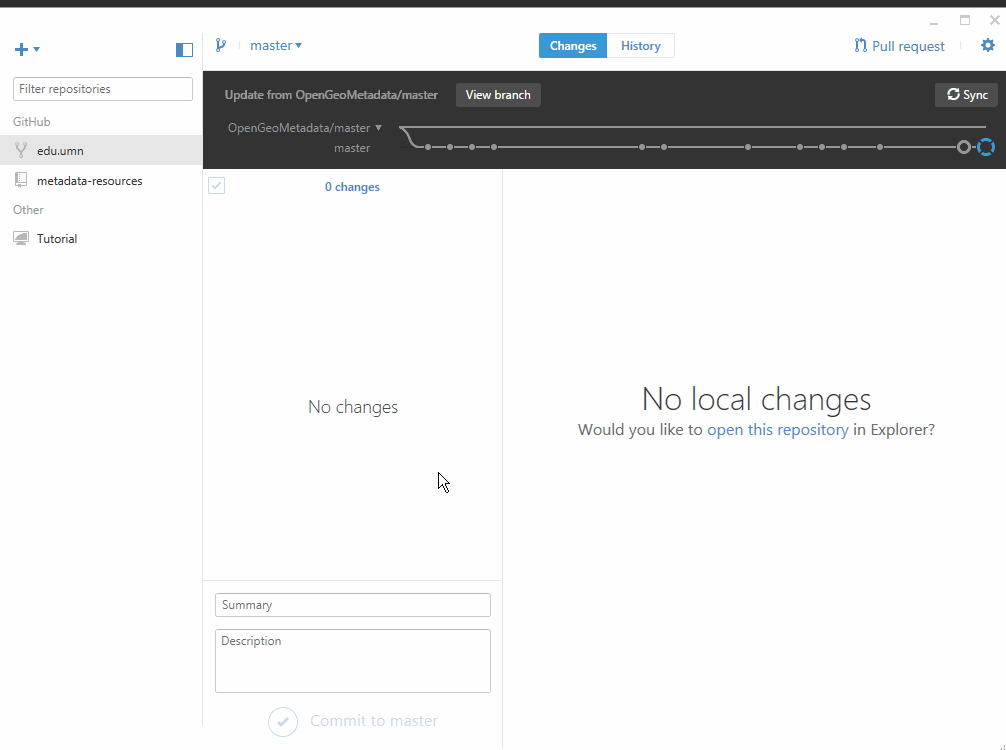 master
Changes
History
Pull request
Filter repositories
GitHub
edu.umn
metadata-resources
Other
Tutorial
Update from OpenGeoMetadata/master
View branch
Sync
OpenGeoMetadata/master
master
0 changes
No changes
Summary
Description
Commit to master
No local changes
Would you like to open this repository in Explorer?